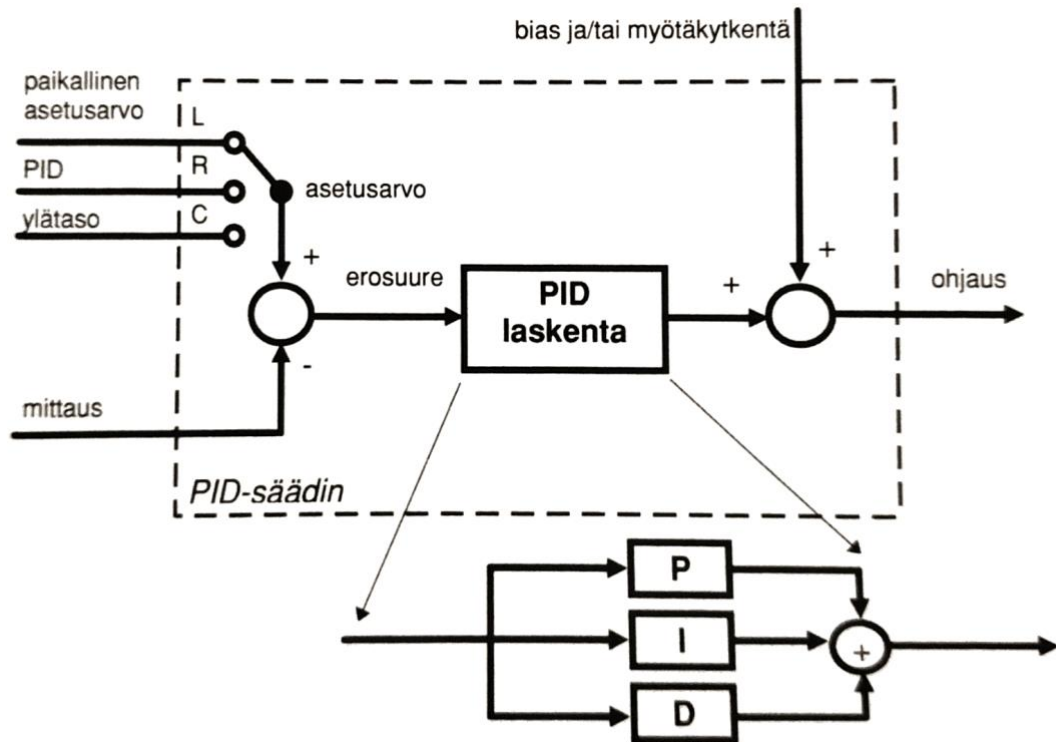 bias ja/tai myötäkytkentä
paikallinen
asetusarvo
L
PID
R
asetusarvo
ylätaso
C
+
erosuure
PID
laskenta
+
+
ohjaus
-
mittaus
PID-säädin
P
I
+
D